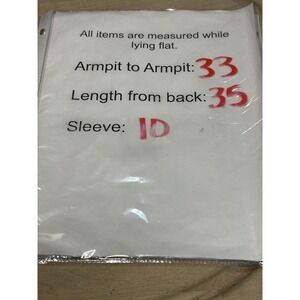 All items are measured while
lying flat.
Armpit to Armpit: 33
Length from back: 35
Sleeve: 10